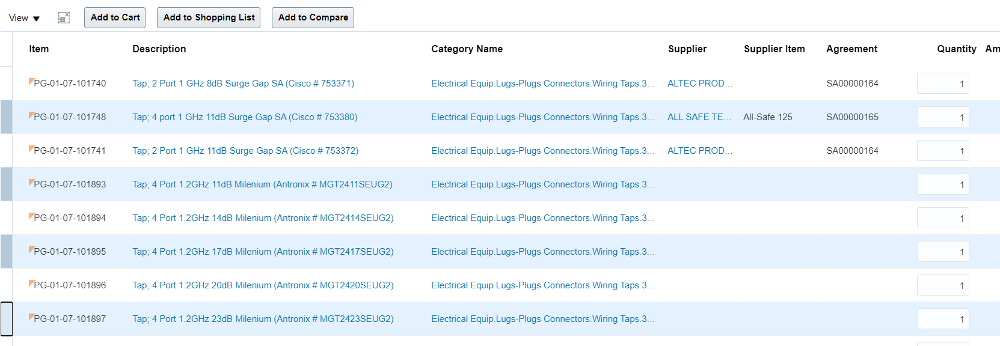 View Add to Cart Add to Shopping List Add to Compare
Item Description Category Name Supplier Supplier Item Agreement Quantity Am
PG-01-07-101740 Tap; 2 Port 1 GHz 8dB Surge Gap SA (Cisco # 753371) Electrical Equip.Lugs-Plugs Connectors.Wiring Taps.3... ALTEC PROD... SA00000164 1
PG-01-07-101748 Tap; 4 port 1 GHz 11dB Surge Gap SA (Cisco # 753380) Electrical Equip.Lugs-Plugs Connectors.Wiring Taps.3... ALL SAFE TE... All-Safe 125 SA00000165 1
PG-01-07-101741 Tap; 2 Port 1 GHz 11dB Surge Gap SA (Cisco # 753372) Electrical Equip.Lugs-Plugs Connectors.Wiring Taps.3... ALTEC PROD... SA00000164 1
PG-01-07-101893 Tap; 4 Port 1.2GHz 11dB Milenium (Antronix # MGT2411SEUG2) Electrical Equip.Lugs-Plugs Connectors.Wiring Taps.3... 1
PG-01-07-101894 Tap; 4 Port 1.2GHz 14dB Milenium (Antronix # MGT2414SEUG2) Electrical Equip.Lugs-Plugs Connectors.Wiring Taps.3... 1
PG-01-07-101895 Tap; 4 Port 1.2GHz 17dB Milenium (Antronix # MGT2417SEUG2) Electrical Equip.Lugs-Plugs Connectors.Wiring Taps.3... 1
PG-01-07-101896 Tap; 4 Port 1.2GHz 20dB Milenium (Antronix # MGT2420SEUG2) Electrical Equip.Lugs-Plugs Connectors.Wiring Taps.3... 1
PG-01-07-101897 Tap; 4 Port 1.2GHz 23dB Milenium (Antronix # MGT2423SEUG2) Electrical Equip.Lugs-Plugs Connectors.Wiring Taps.3... 1